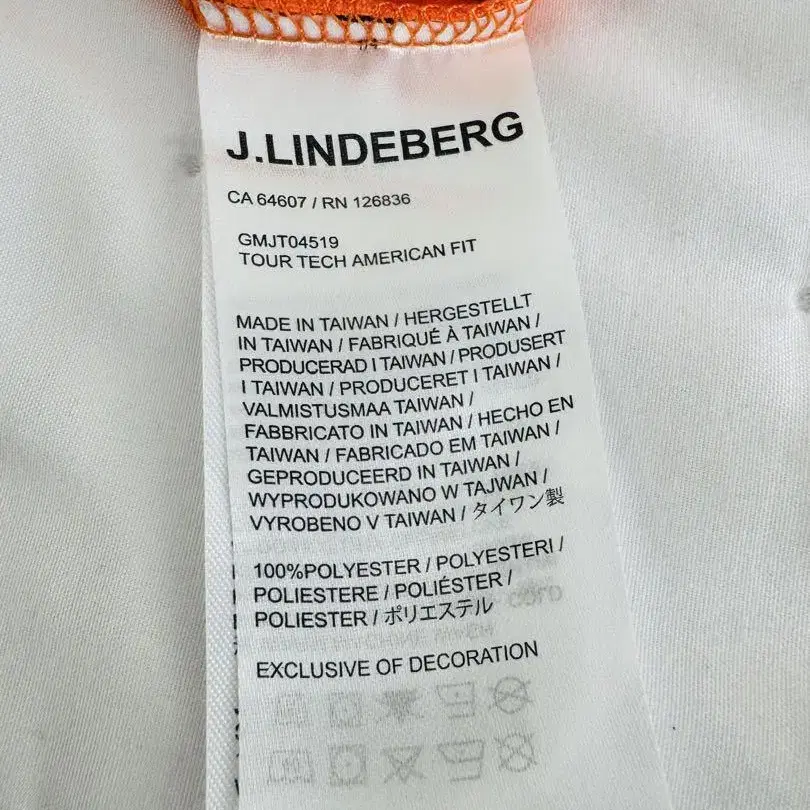 J.LINDEBERG
CA 64607 / RN 126836
GMJT04519
TOUR TECH AMERICAN FIT
MADE IN TAIWAN / HERGESTELLT
IN TAIWAN / FABRIQUÉ À TAIWAN /
PRODUCERAD I TAIWAN / PRODUSERT
I TAIWAN / PRODUCERET I TAIWAN /
VALMISTUSMAA TAIWAN /
FABBRICATO IN TAIWAN / HECHO EN
TAIWAN / FABRICADO EM TAIWAN /
GEPRODUCEERD IN TAIWAN /
WYPRODUKOWANO W TAJWAN /
VYROBENO V TAIWAN / タイワン製
100%POLYESTER / POLYESTERI /
POLIESTERE / POLIÉSTER /
POLIESTER / ポリエステル
EXCLUSIVE OF DECORATION